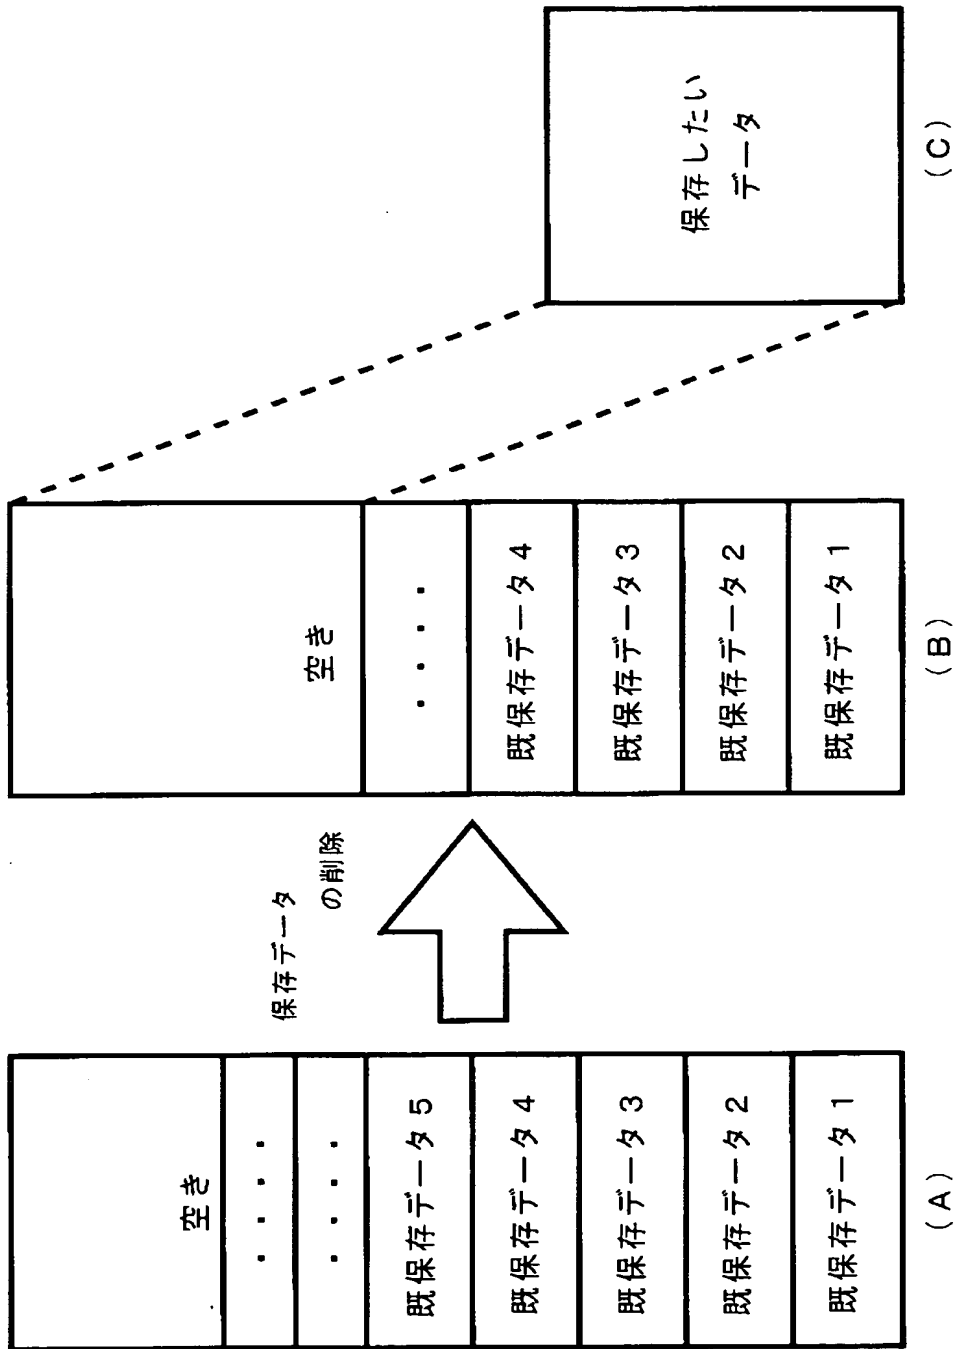 空き
・・・・
・・・・
既保存データ5
既保存データ4
既保存データ3
既保存データ2
既保存データ1
(A)
保存データ
の削除
空き
・・・・
既保存データ4
既保存データ3
既保存データ2
既保存データ1
(B)
保存したい
データ
(C)